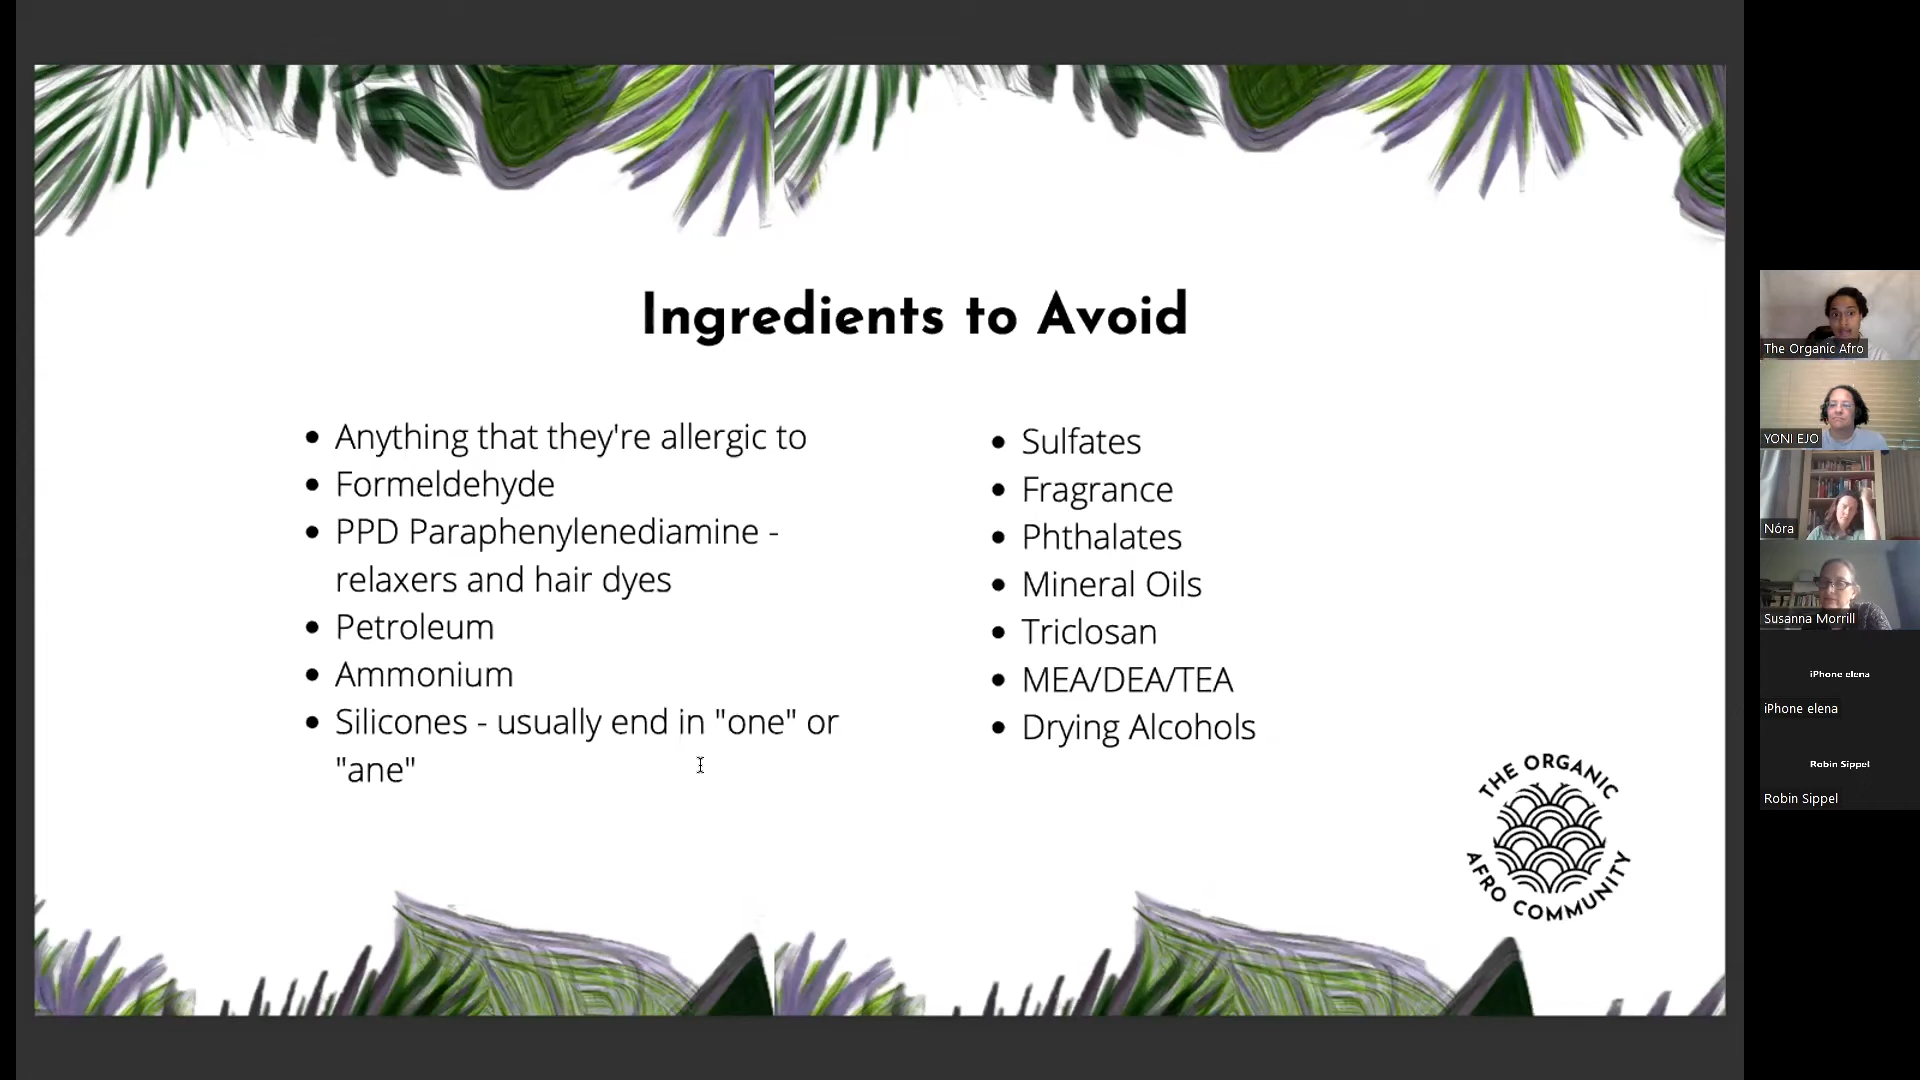 Ingredients to Avoid
Anything that they're allergic to
Formeldehyde
PPD Paraphenylenediamine -
relaxers and hair dyes
Petroleum
Ammonium
Silicones - usually end in "one" or
"ane"
Sulfates
Fragrance
Phthalates
Mineral Oils
Triclosan
MEA/DEA/TEA
Drying Alcohols
THE ORGANIC
AFRO COMMUNITY
The Organic Afro
YONI EJO
Nóra
Susanna Morrill
iPhone elena
iPhone elena
Robin Sippel
Robin Sippel